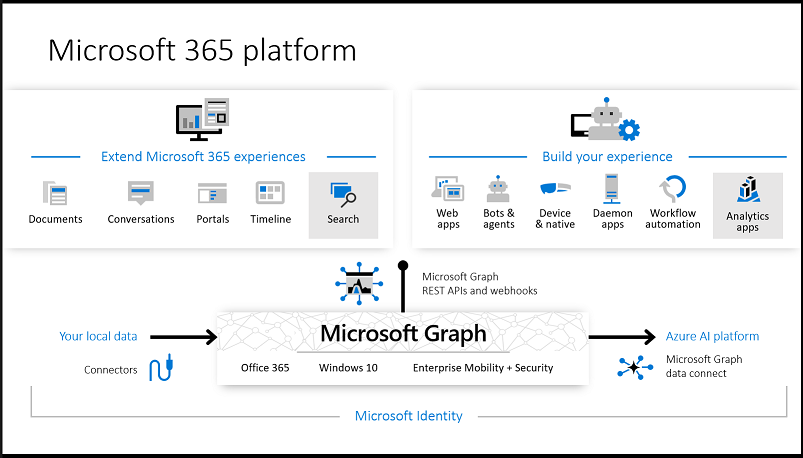 Microsoft 365 platform
Extend Microsoft 365 experiences
Documents
Conversations
Portals
Timeline
Search
Build your experience
Web
apps
Bots &
agents
Device
& native
Daemon
apps
Workflow
automation
Analytics
apps
Microsoft Graph
REST APIs and webhooks
Your local data
Connectors
Microsoft Graph
Office 365
Windows 10
Enterprise Mobility + Security
Azure AI platform
Microsoft Graph
data connect
Microsoft Identity